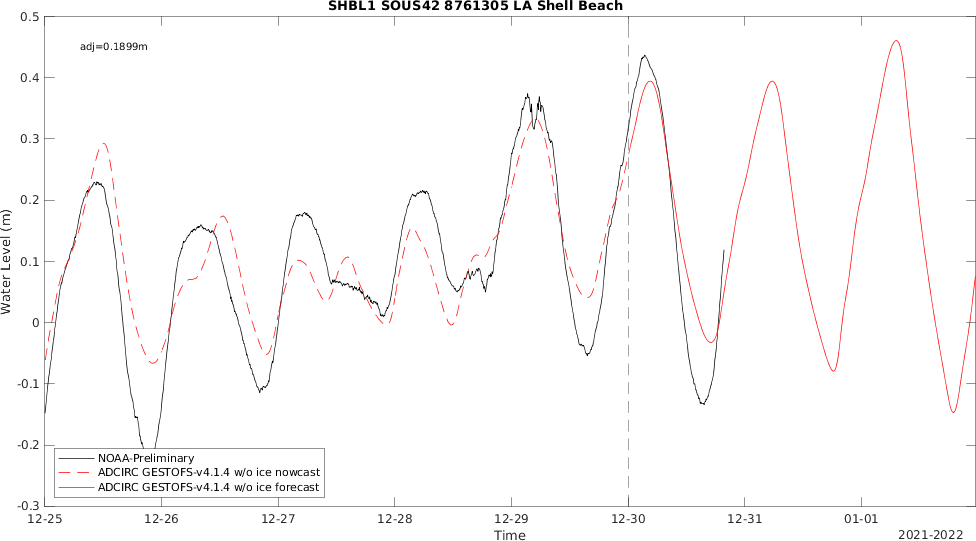 SHBL1 SOUS42 8761305 LA Shell Beach
adj=0.1899m
0.5
0.4
0.3
0.2
0.1
0
-0.1
-0.2
-0.3
Water Level (m)
NOAA-Preliminary
ADCIRC GESTOFS-v4.1.4 w/o ice nowcast
ADCIRC GESTOFS-v4.1.4 w/o ice forecast
12-25 12-26 12-27 12-28 12-29 12-30 12-31 01-01
Time
2021-2022